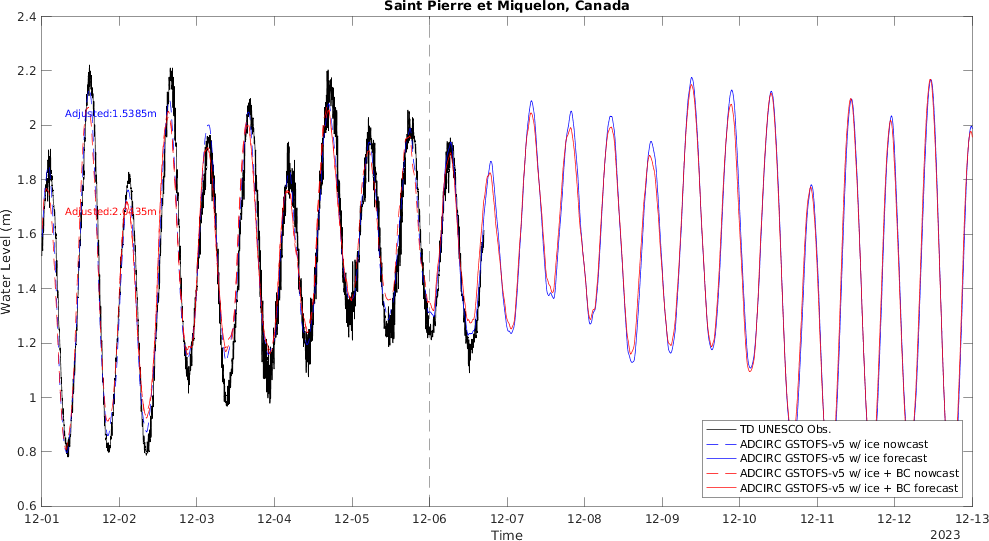 Saint Pierre et Miquelon, Canada
2.4
2.2
2
1.8
1.6
1.4
1.2
1
0.8
0.6
Water Level (m)
Adjusted:1.5385m
Adjusted:2.0435m
TD UNESCO Obs.
ADCIRC GSTOFS-v5 w/ ice nowcast
ADCIRC GSTOFS-v5 w/ ice forecast
ADCIRC GSTOFS-v5 w/ ice + BC nowcast
ADCIRC GSTOFS-v5 w/ ice + BC forecast
12-01 12-02 12-03 12-04 12-05 12-06 12-07 12-08 12-09 12-10 12-11 12-12 12-13
Time
2023